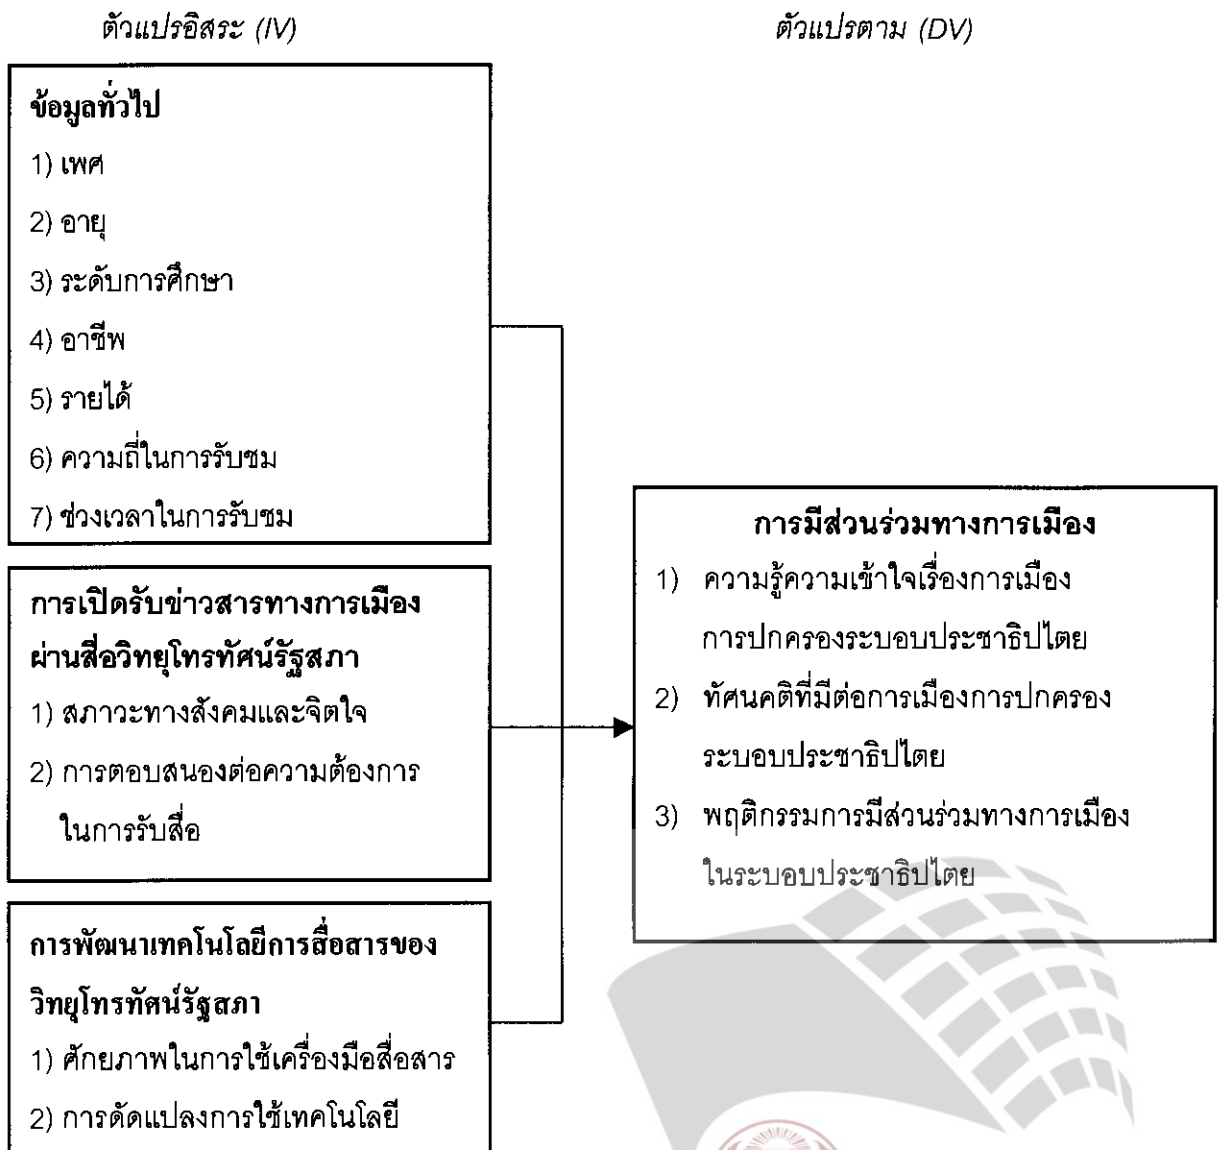 ตัวแปรอิสระ (IV)
ตัวแปรตาม (DV)
ข้อมูลทั่วไป
1) เพศ
2) อายุ
3) ระดับการศึกษา
4) อาชีพ
5) รายได้
6) ความถี่ในการรับชม
7) ช่วงเวลาในการรับชม
การเปิดรับข่าวสารทางการเมือง
ผ่านสื่อวิทยุโทรทัศน์รัฐสภา
1) สภาวะทางสังคมและจิตใจ
2) การตอบสนองต่อความต้องการ
ในการรับสื่อ
การพัฒนาเทคโนโลยีการสื่อสารของ
วิทยุโทรทัศน์รัฐสภา
1) ศักยภาพในการใช้เครื่องมือสื่อสาร
2) การดัดแปลงการใช้เทคโนโลยี
การมีส่วนร่วมทางการเมือง
1) ความรู้ความเข้าใจเรื่องการเมือง
การปกครองระบอบประชาธิปไตย
2) ทัศนคติที่มีต่อการเมืองการปกครอง
ระบอบประชาธิปไตย
3) พฤติกรรมการมีส่วนร่วมทางการเมือง
ในระบอบประชาธิปไตย